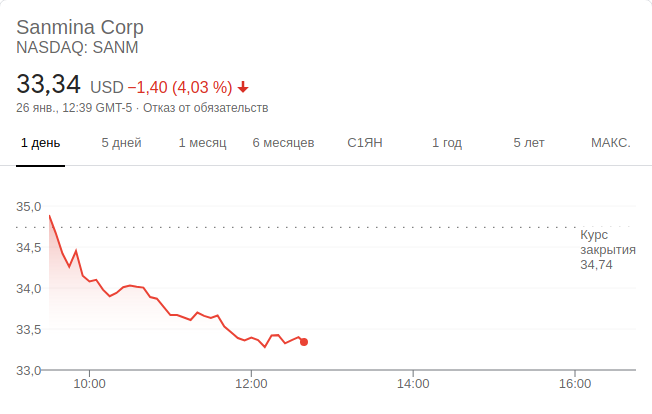 Sanmina Corp
NASDAQ: SANM
33,34 USD −1,40 (4,03 %)
26 янв., 12:39 GMT-5 · Отказ от обязательств
1 день 5 дней 1 месяц 6 месяцев С1ЯН 1 год 5 лет МАКС.
35,0
Курс
закрытия
34,74
34,5
34,0
33,5
33,0
10:00 12:00 14:00 16:00